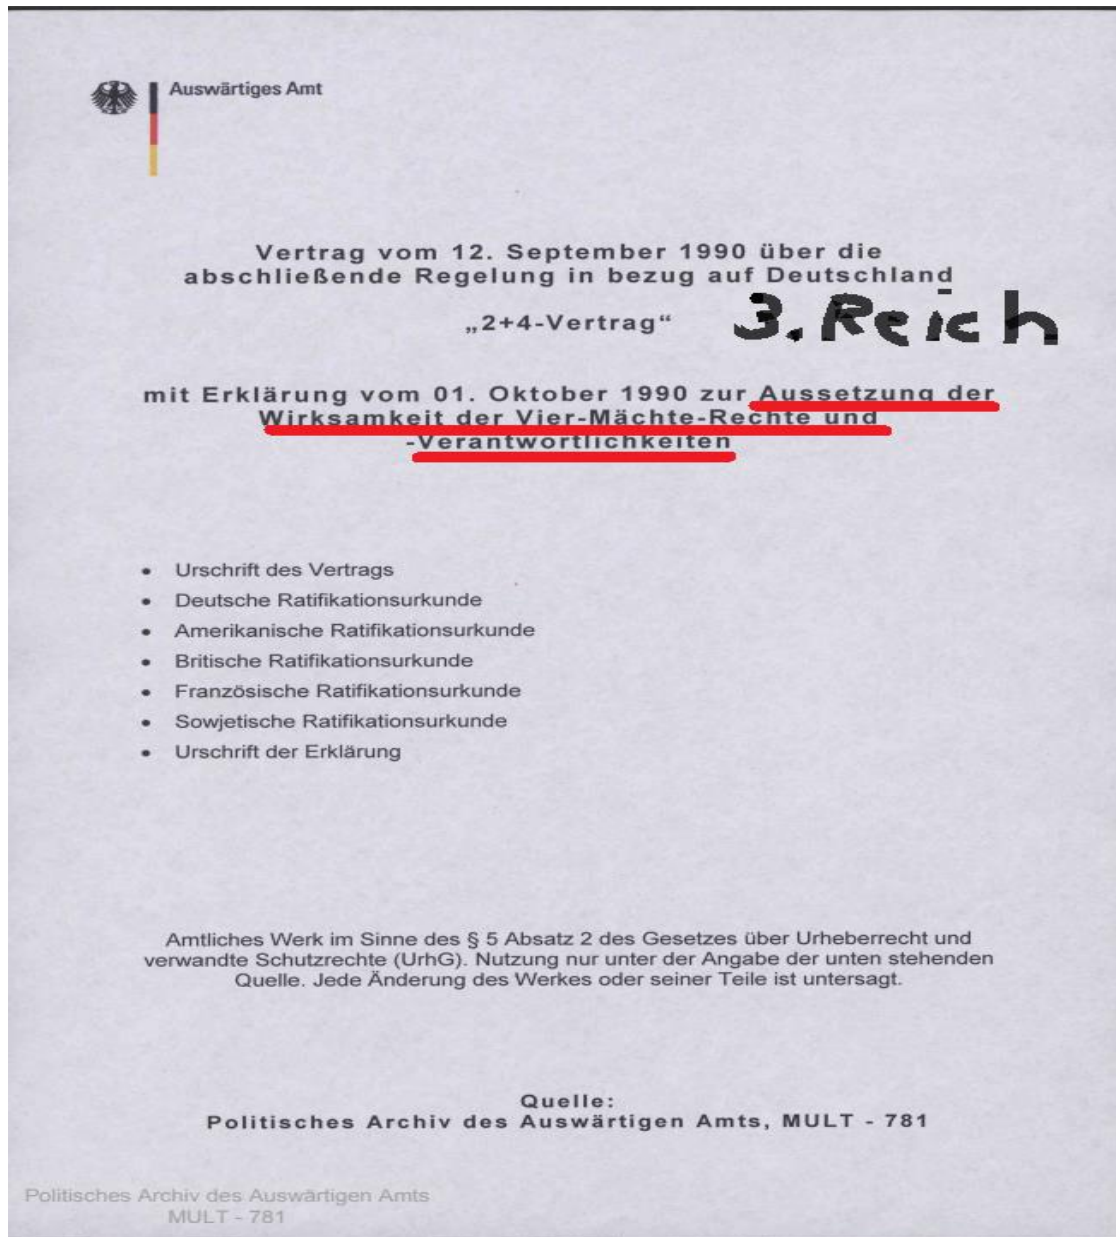 Auswärtiges Amt
Vertrag vom 12. September 1990 über die
abschließende Regelung in bezug auf Deutschland
„2+4-Vertrag“ 3. Reich
mit Erklärung vom 01. Oktober 1990 zur Aussetzung der
Wirksamkeit der Vier-Mächte-Rechte und
-Verantwortlichkeiten
• Urschrift des Vertrags
• Deutsche Ratifikationsurkunde
• Amerikanische Ratifikationsurkunde
• Britische Ratifikationsurkunde
• Französische Ratifikationsurkunde
• Sowjetische Ratifikationsurkunde
• Urschrift der Erklärung
Amtliches Werk im Sinne des § 5 Absatz 2 des Gesetzes über Urheberrecht und
verwandte Schutzrechte (UrhG). Nutzung nur unter der Angabe der unten stehenden
Quelle. Jede Änderung des Werkes oder seiner Teile ist untersagt.
Quelle:
Politisches Archiv des Auswärtigen Amts, MULT - 781
Politisches Archiv des Auswärtigen Amts
MULT - 781